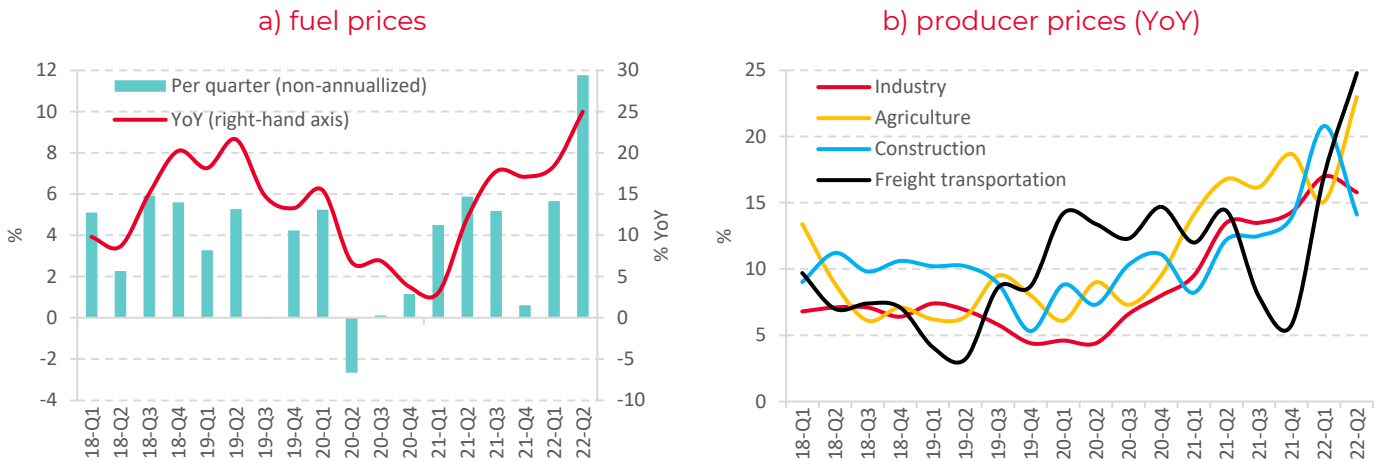 a) fuel prices
12
10
8
6
4
2
0
-2
-4
%
30
25
20
15
10
5
0
-5
-10
% YoY
Per quarter (non-annuallized)
YoY (right-hand axis)
18-Q1
18-Q2
18-Q3
18-Q4
19-Q1
19-Q2
19-Q3
19-Q4
20-Q1
20-Q2
20-Q3
20-Q4
21-Q1
21-Q2
21-Q3
21-Q4
22-Q1
22-Q2
b) producer prices (YoY)
25
20
15
10
5
0
%
Industry
Agriculture
Construction
Freight transportation
18-Q1
18-Q2
18-Q3
18-Q4
19-Q1
19-Q2
19-Q3
19-Q4
20-Q1
20-Q2
20-Q3
20-Q4
21-Q1
21-Q2
21-Q3
21-Q4
22-Q1
22-Q2